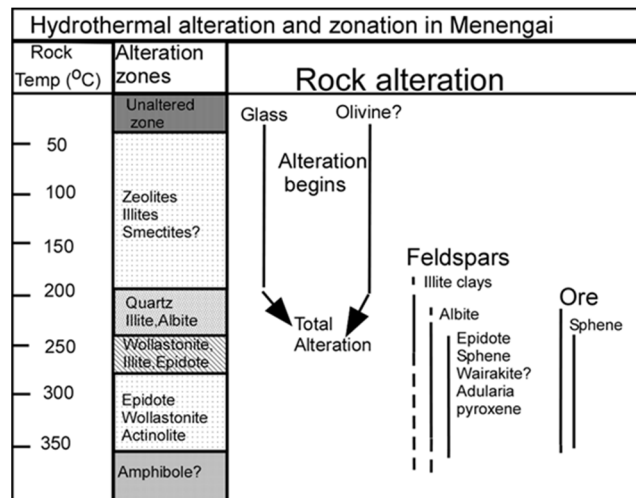 Hydrothermal alteration and zonation in Menengai
Rock
Temp (°C)
Alteration
zones
Rock alteration
50
100
150
200
250
300
350
Unaltered
zone
Zeolites
Illites
Smectites?
Quartz
Illite,Albite
Wollastonite,
Illite,Epidote
Epidote
Wollastonite
Actinolite
Amphibole?
Glass
Olivine?
Alteration
begins
Total
Alteration
Feldspars
Illite clays
Albite
Epidote
Sphene
Wairakite?
Adularia
pyroxene
Ore
Sphene